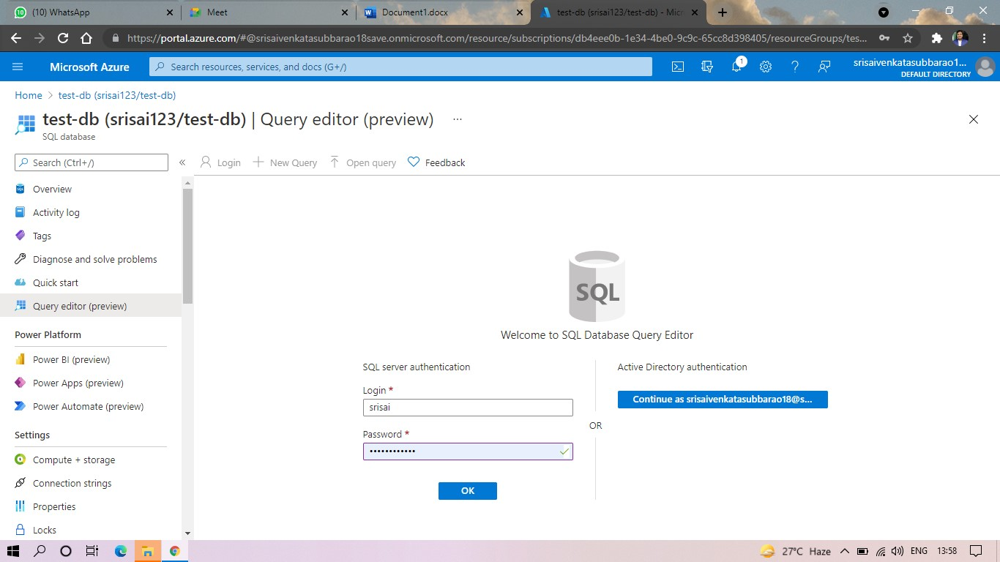 (10) WhatsApp
Meet
Document1.docx
test-db (srisai123/test-db) - Micr
https://portal.azure.com/#@srisaivenkatasubbarao18save.onmicrosoft.com/resource/subscriptions/db4eee0b-1e34-4be0-9c9c-65cc8d398405/resourceGroups/tes...
Microsoft Azure
Search resources, services, and docs (G+/)
1
srisaivenkatasubbarao1...
DEFAULT DIRECTORY
Home > test-db (srisai123/test-db)
test-db (srisai123/test-db) | Query editor (preview) ...
SQL database
Search (Ctrl+/)
«
Login
New Query
Open query
Feedback
Overview
Activity log
Tags
Diagnose and solve problems
Quick start
Query editor (preview)
Power Platform
Power BI (preview)
Power Apps (preview)
Power Automate (preview)
Settings
Compute + storage
Connection strings
Properties
Locks
SQL
Welcome to SQL Database Query Editor
SQL server authentication
Login *
srisai
Password *
••••••••••••
OK
OR
Active Directory authentication
Continue as srisaivenkatasubbarao18@s...
27°C Haze
ENG
13:58